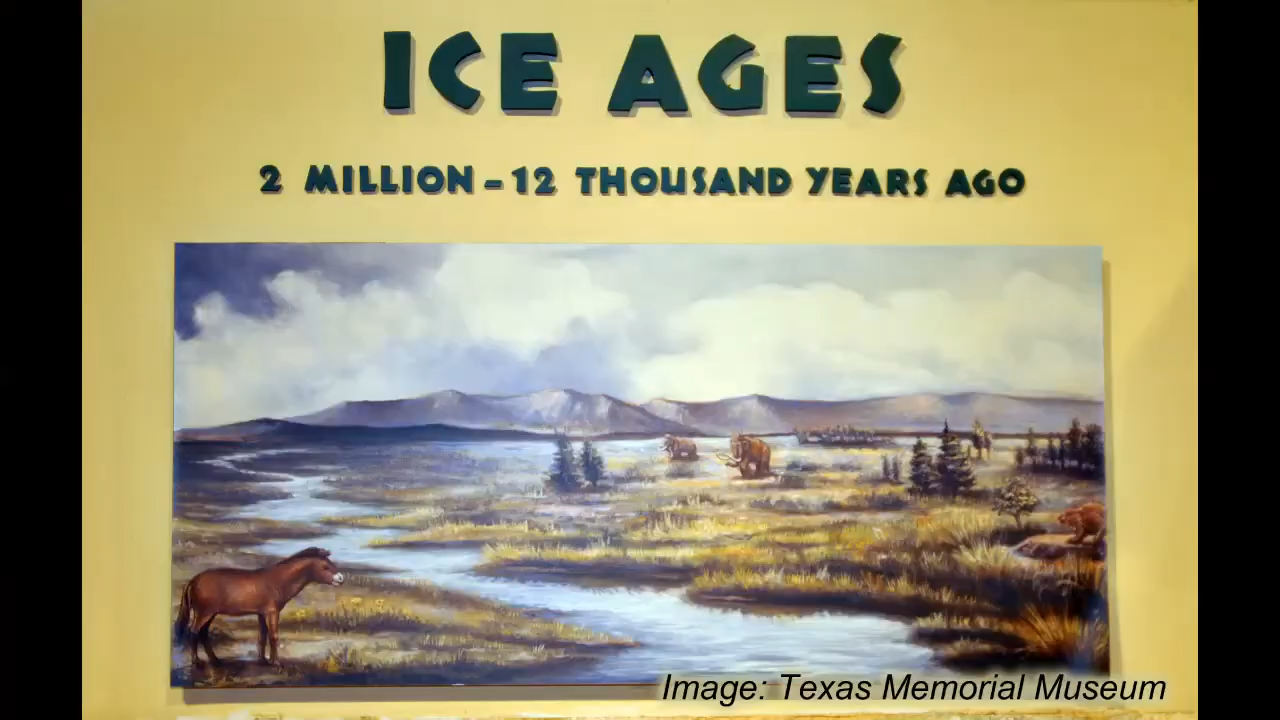 ICE AGES
2 MILLION - 12 THOUSAND YEARS AGO
Image: Texas Memorial Museum